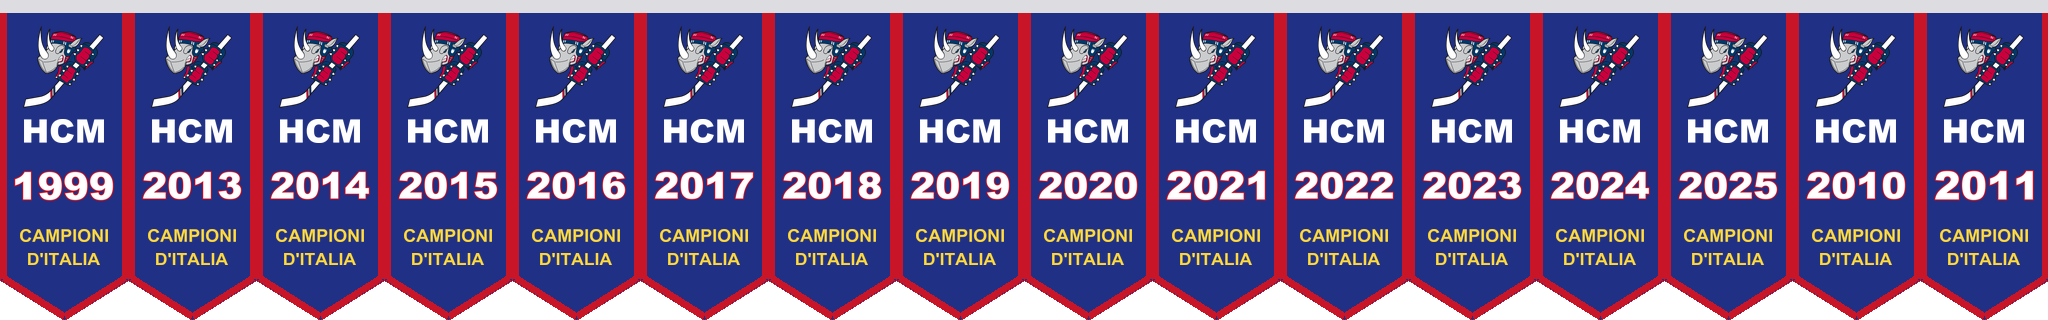 HCM
1999
CAMPIONI
D'ITALIA
HCM
2013
CAMPIONI
D'ITALIA
HCM
2014
CAMPIONI
D'ITALIA
HCM
2015
CAMPIONI
D'ITALIA
HCM
2016
CAMPIONI
D'ITALIA
HCM
2017
CAMPIONI
D'ITALIA
HCM
2018
CAMPIONI
D'ITALIA
HCM
2019
CAMPIONI
D'ITALIA
HCM
2020
CAMPIONI
D'ITALIA
HCM
2021
CAMPIONI
D'ITALIA
HCM
2022
CAMPIONI
D'ITALIA
HCM
2023
CAMPIONI
D'ITALIA
HCM
2024
CAMPIONI
D'ITALIA
HCM
2025
CAMPIONI
D'ITALIA
HCM
2010
CAMPIONI
D'ITALIA
HCM
2011
CAMPIONI
D'ITALIA